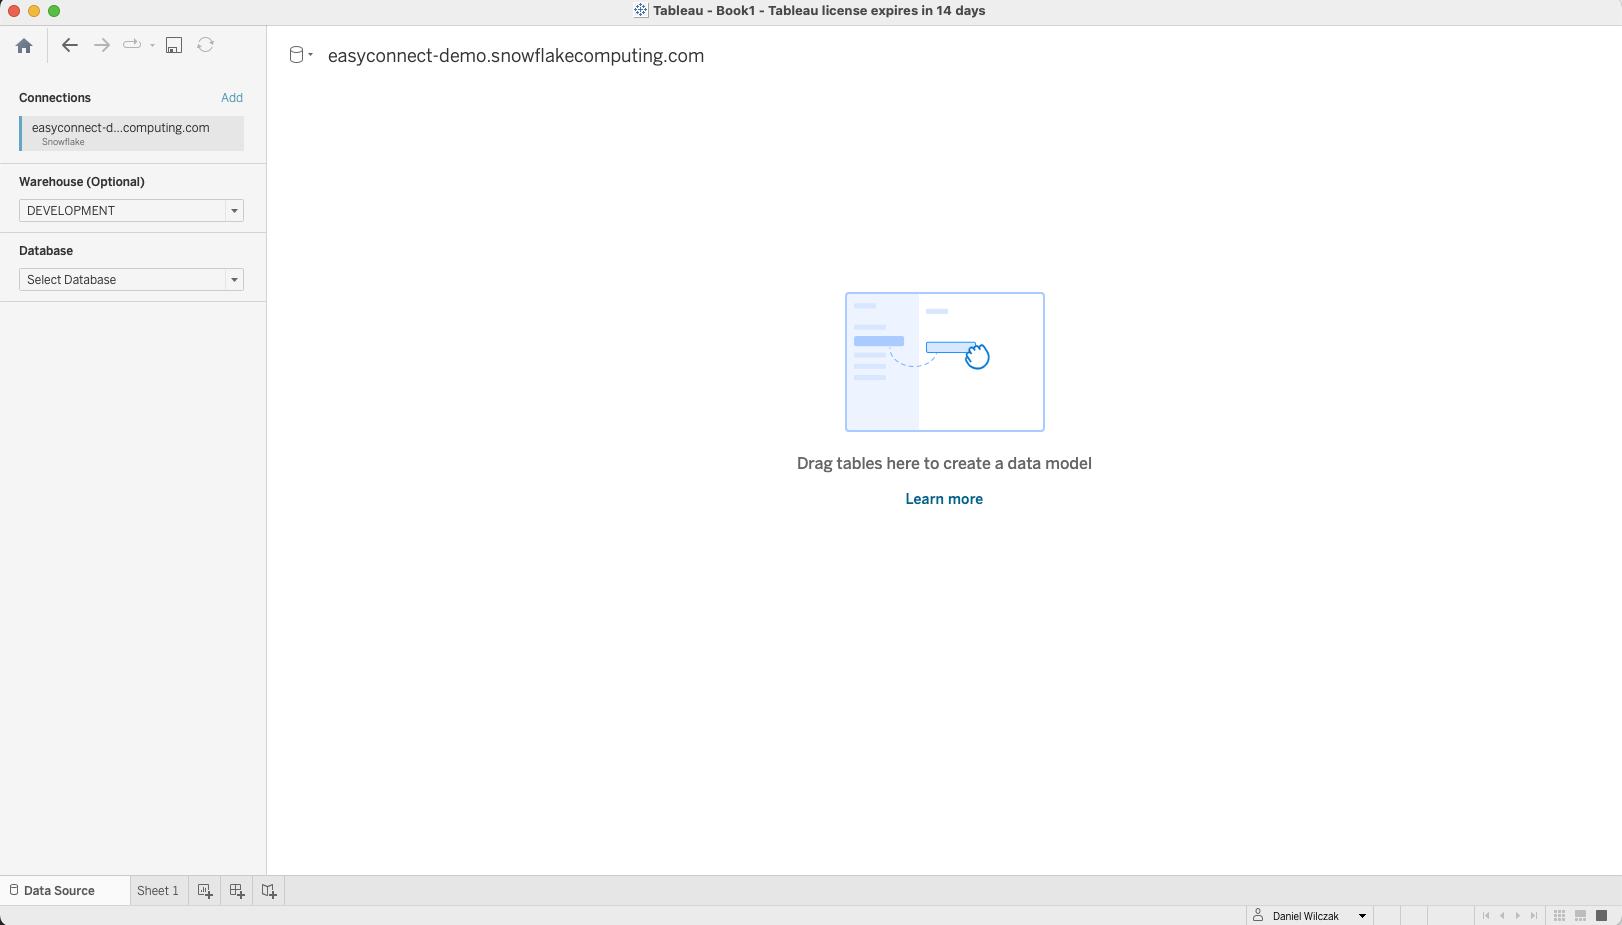 Tableau - Book1 - Tableau license expires in 14 days
easyconnect-demo.snowflakecomputing.com
Connections
Add
easyconnect-d...computing.com
Snowflake
Warehouse (Optional)
DEVELOPMENT
Database
Select Database
Drag tables here to create a data model
Learn more
Data Source
Sheet 1
Daniel Wilczak